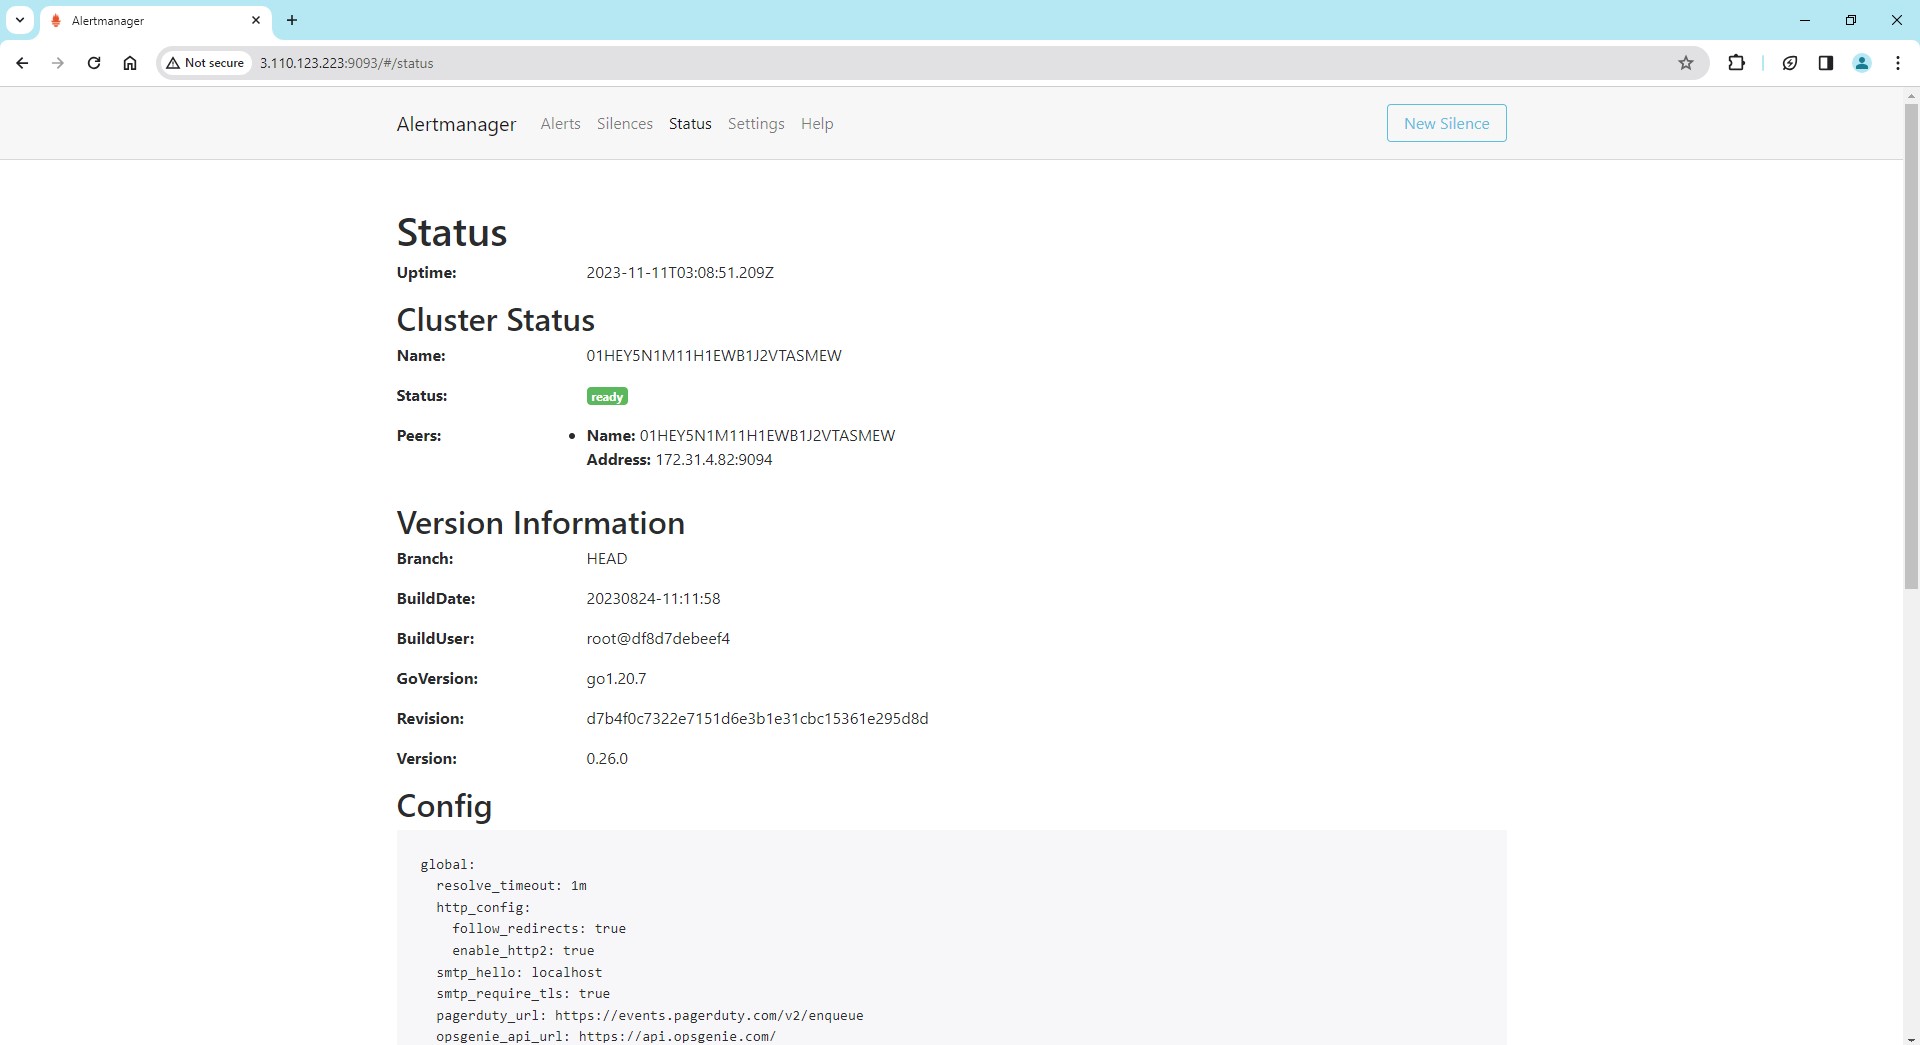 Alertmanager
Not secure 3.110.123.223:9093/#/status
Alertmanager Alerts Silences Status Settings Help New Silence
Status
Uptime: 2023-11-11T03:08:51.209Z
Cluster Status
Name: 01HEY5N1M11H1EWB1J2VTASMEW
Status: ready
Peers: • Name: 01HEY5N1M11H1EWB1J2VTASMEW
Address: 172.31.4.82:9094
Version Information
Branch: HEAD
BuildDate: 20230824-11:11:58
BuildUser: root@df8d7debeef4
GoVersion: go1.20.7
Revision: d7b4f0c7322e7151d6e3b1e31cbc15361e295d8d
Version: 0.26.0
Config
global:
  resolve_timeout: 1m
  http_config:
    follow_redirects: true
    enable_http2: true
  smtp_hello: localhost
  smtp_require_tls: true
  pagerduty_url: https://events.pagerduty.com/v2/enqueue
  opsgenie_api_url: https://api.opsgenie.com/